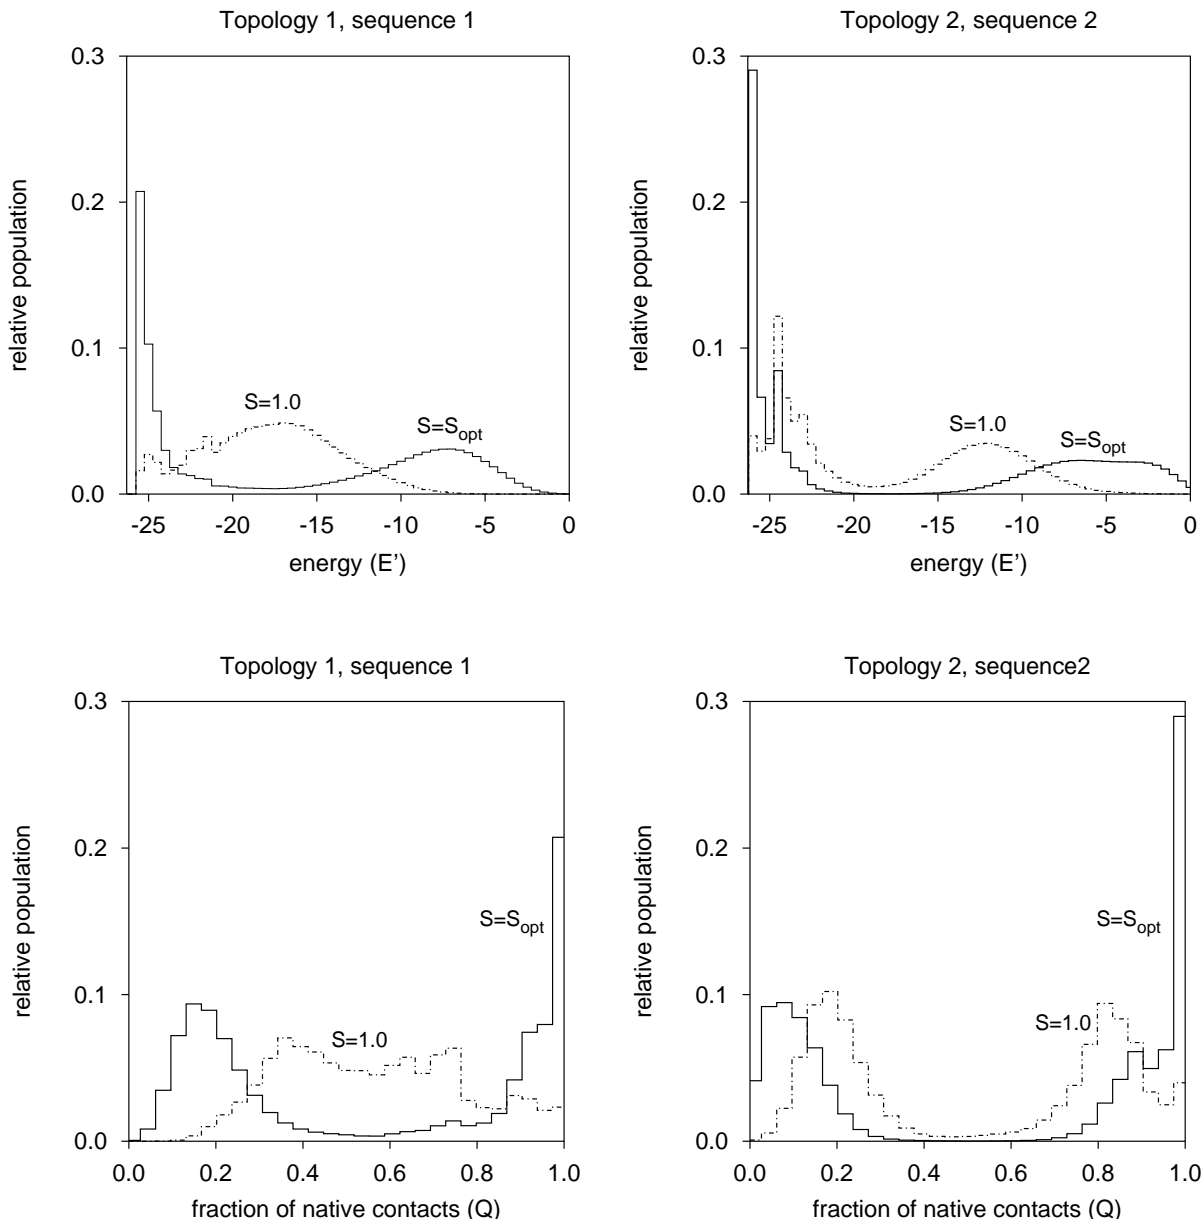 Topology 1, sequence 1
0.3
0.2
0.1
0.0
relative population
S=1.0
S=Sopt
-25 -20 -15 -10 -5 0
energy (E')
Topology 2, sequence 2
0.3
0.2
0.1
0.0
relative population
S=1.0
S=Sopt
-25 -20 -15 -10 -5 0
energy (E')
Topology 1, sequence 1
0.3
0.2
0.1
0.0
relative population
S=Sopt
S=1.0
0.0 0.2 0.4 0.6 0.8 1.0
fraction of native contacts (Q)
Topology 2, sequence2
0.3
0.2
0.1
0.0
relative population
S=Sopt
S=1.0
0.0 0.2 0.4 0.6 0.8 1.0
fraction of native contacts (Q)